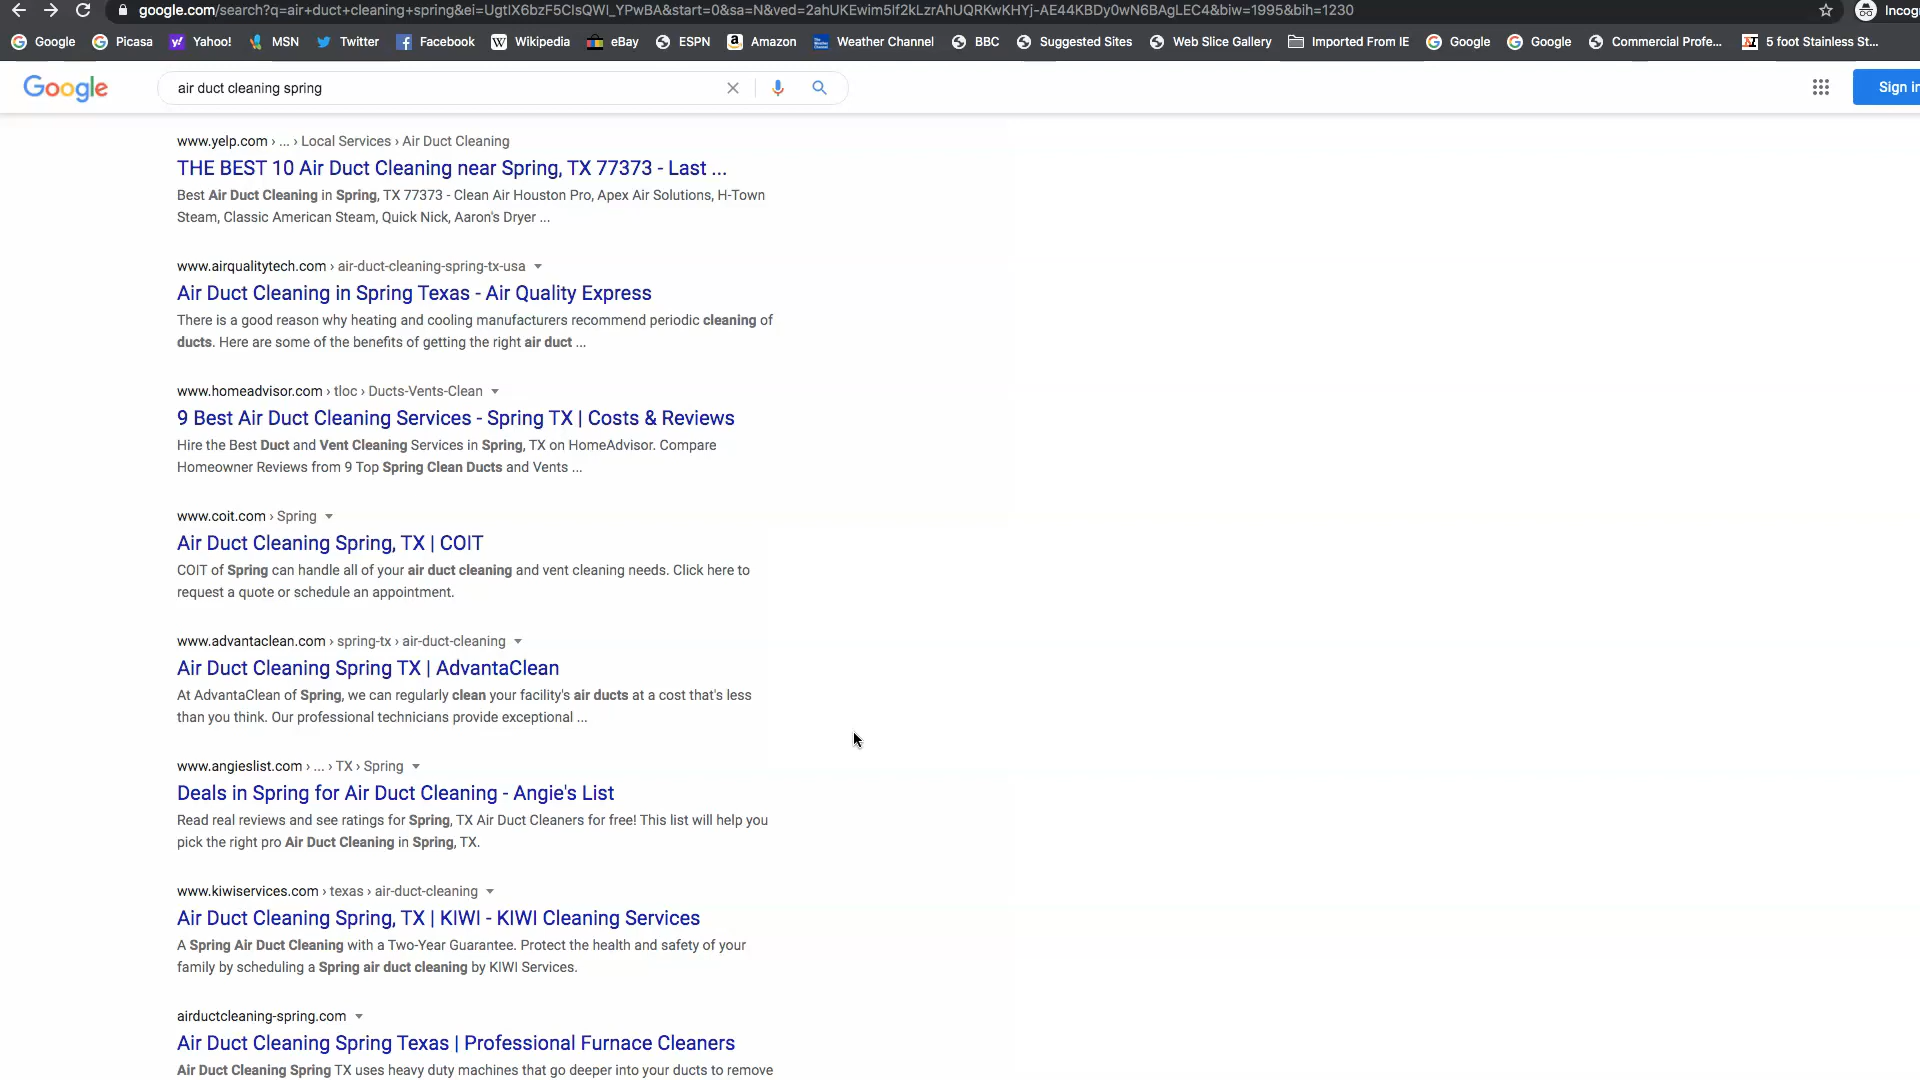 google.com/search?q=air+duct+cleaning+spring&ei=UgtIX6bzF5CIsQWI_YPwBA&start=0&sa=N&ved=2ahUKEwim5If2kLzrAhUQRKwKHYj-AE44KBDy0wN6BAgLEC4&biw=1995&bih=1230
Incog
Google Picasa Yahoo! MSN Twitter Facebook Wikipedia eBay ESPN Amazon Weather Channel BBC Suggested Sites Web Slice Gallery Imported From IE Google Google Commercial Profe... 5 foot Stainless St...
Google
air duct cleaning spring
Sign in
www.yelp.com › ... › Local Services › Air Duct Cleaning
THE BEST 10 Air Duct Cleaning near Spring, TX 77373 - Last ...
Best Air Duct Cleaning in Spring, TX 77373 - Clean Air Houston Pro, Apex Air Solutions, H-Town
Steam, Classic American Steam, Quick Nick, Aaron's Dryer ...
www.airqualitytech.com › air-duct-cleaning-spring-tx-usa
Air Duct Cleaning in Spring Texas - Air Quality Express
There is a good reason why heating and cooling manufacturers recommend periodic cleaning of
ducts. Here are some of the benefits of getting the right air duct ...
www.homeadvisor.com › tloc › Ducts-Vents-Clean
9 Best Air Duct Cleaning Services - Spring TX | Costs & Reviews
Hire the Best Duct and Vent Cleaning Services in Spring, TX on HomeAdvisor. Compare
Homeowner Reviews from 9 Top Spring Clean Ducts and Vents ...
www.coit.com › Spring
Air Duct Cleaning Spring, TX | COIT
COIT of Spring can handle all of your air duct cleaning and vent cleaning needs. Click here to
request a quote or schedule an appointment.
www.advantaclean.com › spring-tx › air-duct-cleaning
Air Duct Cleaning Spring TX | AdvantaClean
At AdvantaClean of Spring, we can regularly clean your facility's air ducts at a cost that's less
than you think. Our professional technicians provide exceptional ...
www.angieslist.com › ... › TX › Spring
Deals in Spring for Air Duct Cleaning - Angie's List
Read real reviews and see ratings for Spring, TX Air Duct Cleaners for free! This list will help you
pick the right pro Air Duct Cleaning in Spring, TX.
www.kiwiservices.com › texas › air-duct-cleaning
Air Duct Cleaning Spring, TX | KIWI - KIWI Cleaning Services
A Spring Air Duct Cleaning with a Two-Year Guarantee. Protect the health and safety of your
family by scheduling a Spring air duct cleaning by KIWI Services.
airductcleaning-spring.com
Air Duct Cleaning Spring Texas | Professional Furnace Cleaners
Air Duct Cleaning Spring TX uses heavy duty machines that go deeper into your ducts to remove